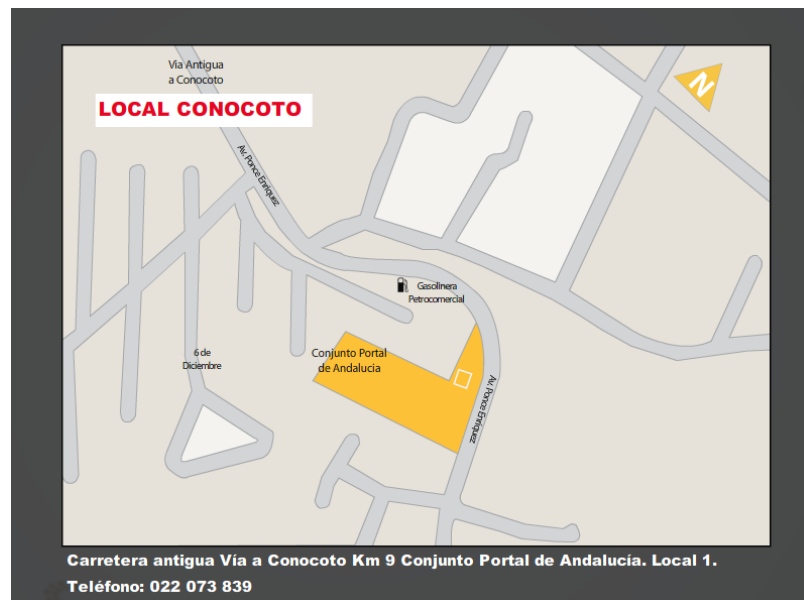 Via Antigua
a Conocoto
LOCAL CONOCOTO
N
Av. Ponce Enríquez
Gasolinera
Petrocomercial
6 de
Diciembre
Conjunto Portal
de Andalucia
Av. Ponce Enríquez
Carretera antigua Vía a Conocoto Km 9 Conjunto Portal de Andalucía. Local 1.
Teléfono: 022 073 839